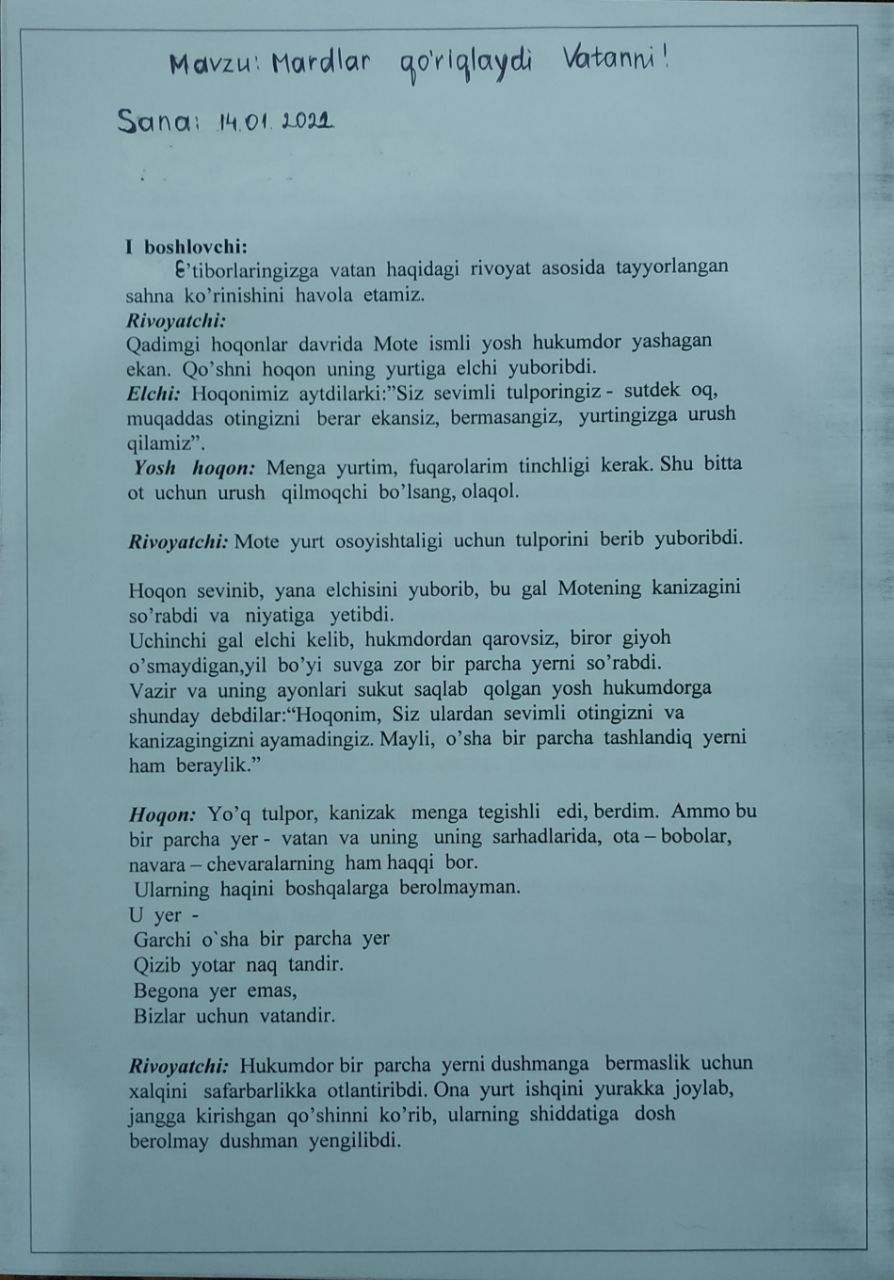 Mavzu: Mardlar qo'riqlaydi Vatanni!
Sana: 14.01.2022
I boshlovchi:
E’tiborlaringizga vatan haqidagi rivoyat asosida tayyorlangan
sahna ko’rinishini havola etamiz.
Rivoyatchi:
Qadimgi hoqonlar davrida Mote ismli yosh hukumdor yashagan
ekan. Qo’shni hoqon uning yurtiga elchi yuboribdi.
Elchi: Hoqonimiz aytdilarki:”Siz sevimli tulporingiz - sutdek oq,
muqaddas otingizni berar ekansiz, bermasangiz, yurtingizga urush
qilamiz”.
Yosh hoqon: Menga yurtim, fuqarolarim tinchligi kerak. Shu bitta
ot uchun urush qilmoqchi bo’lsang, olaqol.
Rivoyatchi: Mote yurt osoyishtaligi uchun tulporini berib yuboribdi.
Hoqon sevinib, yana elchisini yuborib, bu gal Motening kanizagini
so’rabdi va niyatiga yetibdi.
Uchinchi gal elchi kelib, hukmdordan qarovsiz, biror giyoh
o’smaydigan,yil bo’yi suvga zor bir parcha yerni so’rabdi.
Vazir va uning ayonlari sukut saqlab qolgan yosh hukumdorga
shunday debdilar:“Hoqonim, Siz ulardan sevimli otingizni va
kanizagingizni ayamadingiz. Mayli, o’sha bir parcha tashlandiq yerni
ham beraylik.”
Hoqon: Yo’q tulpor, kanizak menga tegishli edi, berdim. Ammo bu
bir parcha yer - vatan va uning uning sarhadlarida, ota – bobolar,
navara – chevaralarning ham haqqi bor.
Ularning haqini boshqalarga berolmayman.
U yer -
Garchi o`sha bir parcha yer
Qizib yotar naq tandir.
Begona yer emas,
Bizlar uchun vatandir.
Rivoyatchi: Hukumdor bir parcha yerni dushmanga bermaslik uchun
xalqini safarbarlikka otlantiribdi. Ona yurt ishqini yurakka joylab,
jangga kirishgan qo’shinni ko’rib, ularning shiddatiga dosh
berolmay dushman yengilibdi.